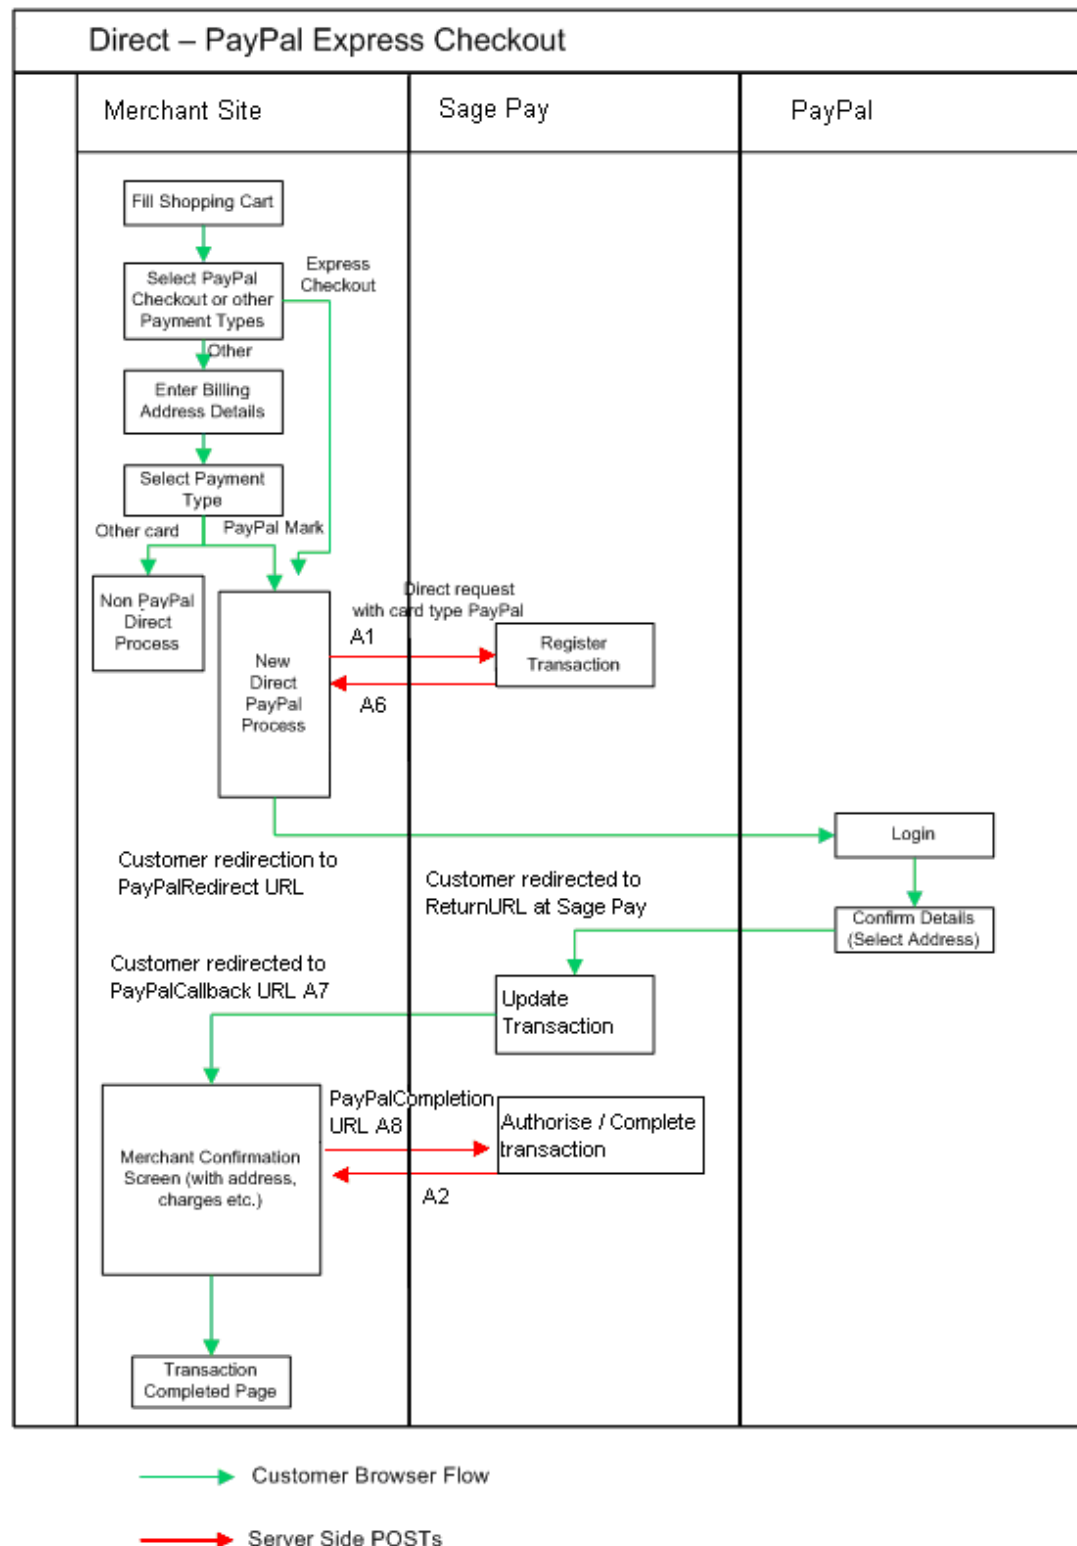 Direct – PayPal Express Checkout
Merchant Site
Sage Pay
PayPal
Fill Shopping Cart
Select PayPal
Checkout or other
Payment Types
Express
Checkout
Other
Enter Billing
Address Details
Select Payment
Type
Other card
PayPal Mark
Non PayPal
Direct
Process
New
Direct
PayPal
Process
Direct request
with card type PayPal
A1
Register
Transaction
A6
Login
Customer redirection to
PayPalRedirect URL
Customer redirected to
ReturnURL at Sage Pay
Confirm Details
(Select Address)
Customer redirected to
PayPalCallback URL A7
Update
Transaction
PayPalCompletion
URL A8
Authorise / Complete
transaction
Merchant Confirmation
Screen (with address,
charges etc.)
A2
Transaction
Completed Page
Customer Browser Flow
Server Side POSTs